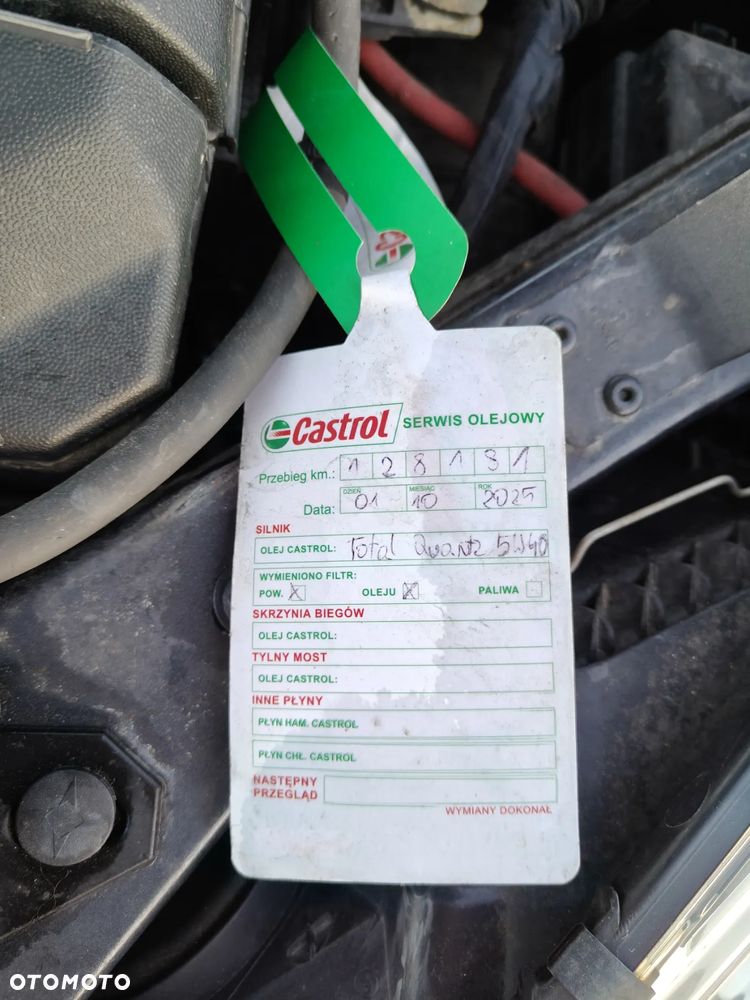 Castrol SERWIS OLEJOWY
Przebieg km.: 1 2 8 1 8 1
DZIEŃ MIESIĄC ROK
Data: 01 10 2025
SILNIK
OLEJ CASTROL: Total Quartz 5W40
WYMIENIONO FILTR:
POW. X OLEJU X PALIWA
SKRZYNIA BIEGÓW
OLEJ CASTROL:
TYLNY MOST
OLEJ CASTROL:
INNE PŁYNY
PŁYN HAM. CASTROL
PŁYN CHŁ. CASTROL
NASTĘPNY
PRZEGLĄD
WYMIANY DOKONAŁ
OTOMOTO